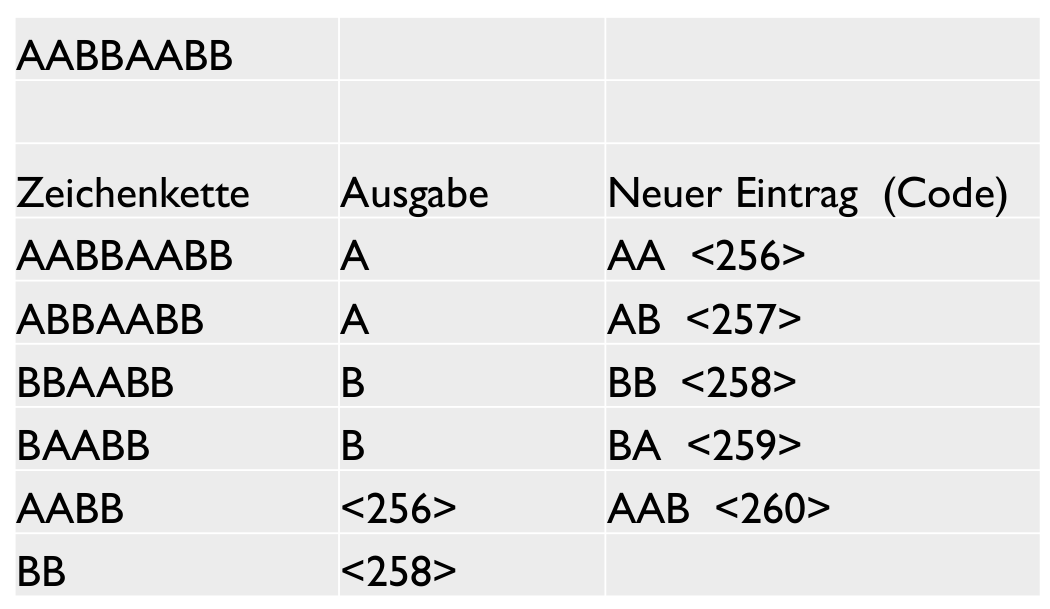 AABBAABB
Zeichenkette Ausgabe Neuer Eintrag (Code)
AABBAABB A AA <256>
ABBAABB A AB <257>
BBAABB B BB <258>
BAABB B BA <259>
AABB <256> AAB <260>
BB <258>